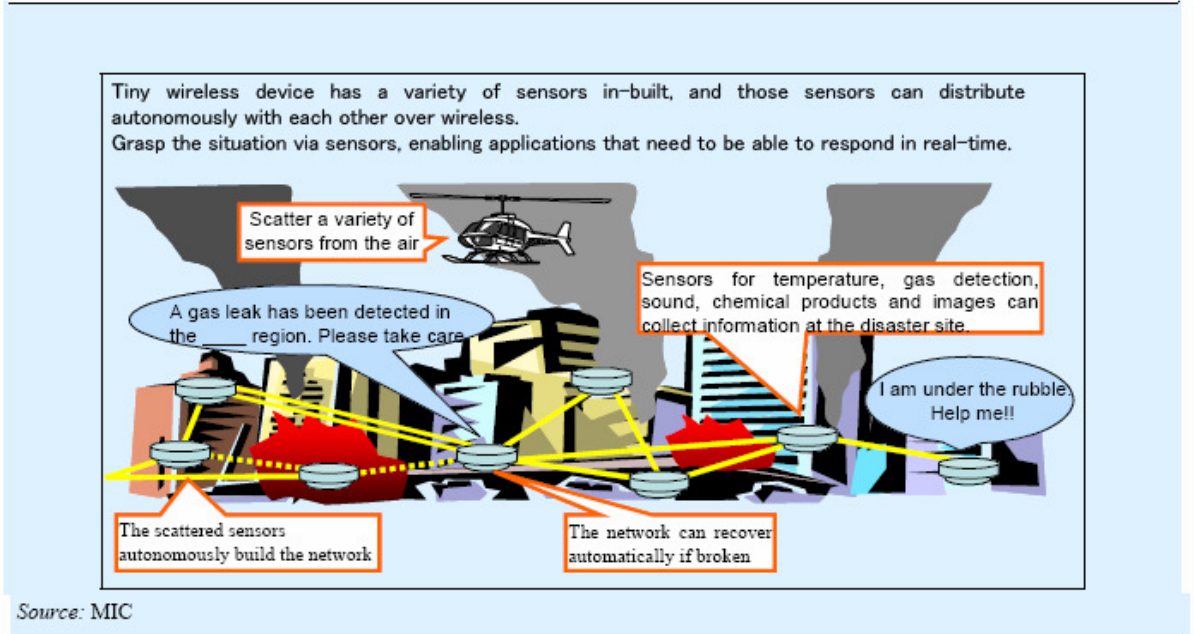 Tiny wireless device has a variety of sensors in-built, and those sensors can distribute
autonomously with each other over wireless.
Grasp the situation via sensors, enabling applications that need to be able to respond in real-time.
Scatter a variety of
sensors from the air
Sensors for temperature, gas detection,
sound, chemical products and images can
collect information at the disaster site.
A gas leak has been detected in
the ____ region. Please take care
I am under the rubble.
Help me!!
The scattered sensors
autonomously build the network
The network can recover
automatically if broken
Source: MIC